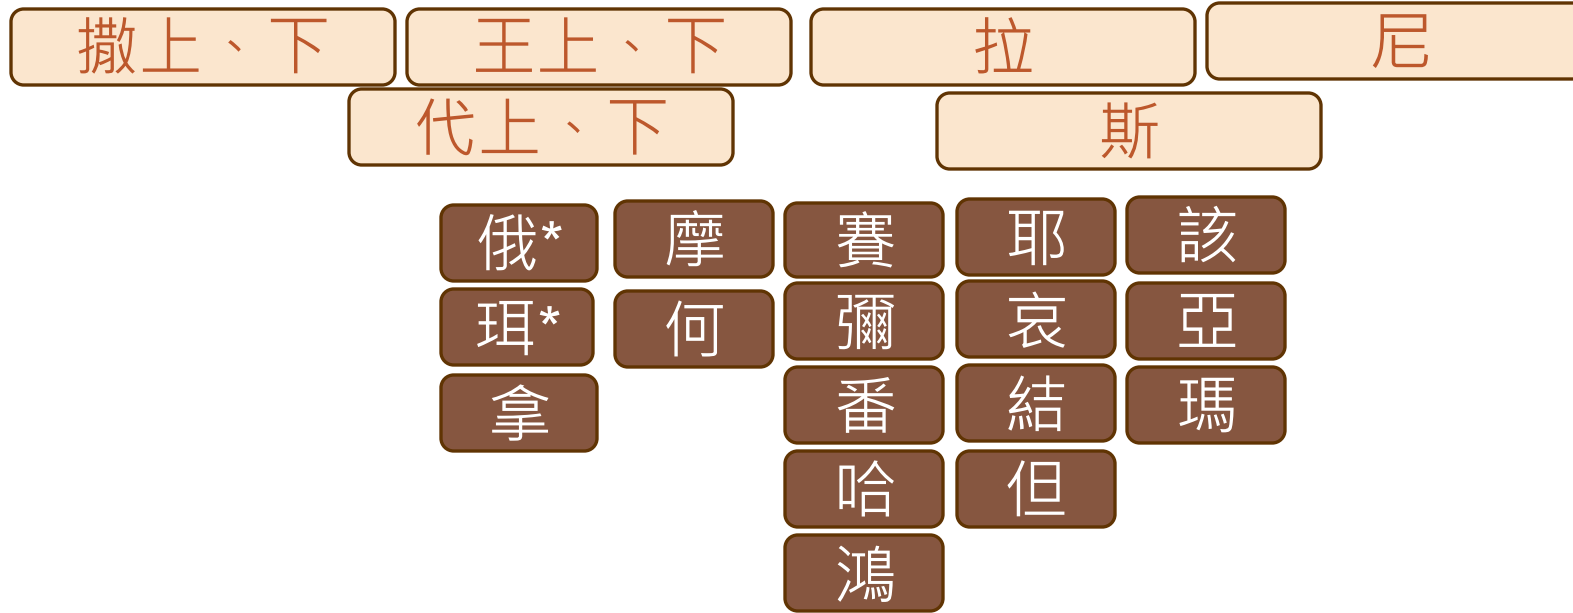 撒上、下 王上、下 拉 尼
代上、下 斯
俄* 摩 賽 耶 該
珥* 何 彌 哀 亞
拿 番 結 瑪
哈 但
鴻